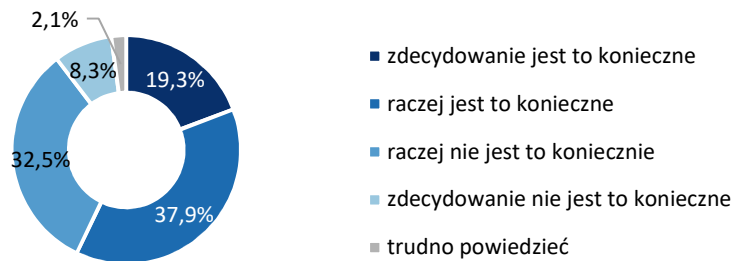 2,1%
8,3%
19,3%
32,5%
37,9%
zdecydowanie jest to konieczne
raczej jest to konieczne
raczej nie jest to koniecznie
zdecydowanie nie jest to konieczne
trudno powiedzieć